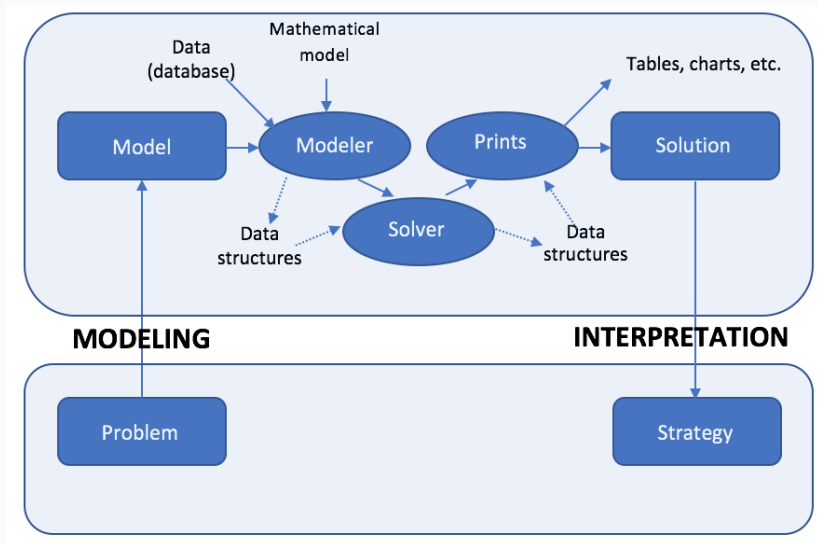 Mathematical
model
Data
(database)
Tables, charts, etc.
Model
Modeler
Prints
Solution
Solver
Data
structures
Data
structures
MODELING
INTERPRETATION
Problem
Strategy